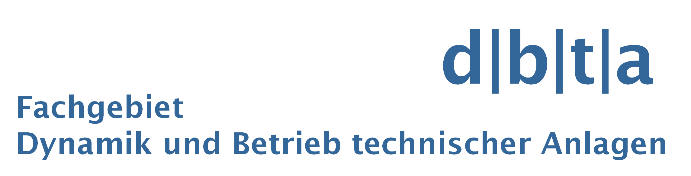 d|b|t|a
Fachgebiet
Dynamik und Betrieb technischer Anlagen